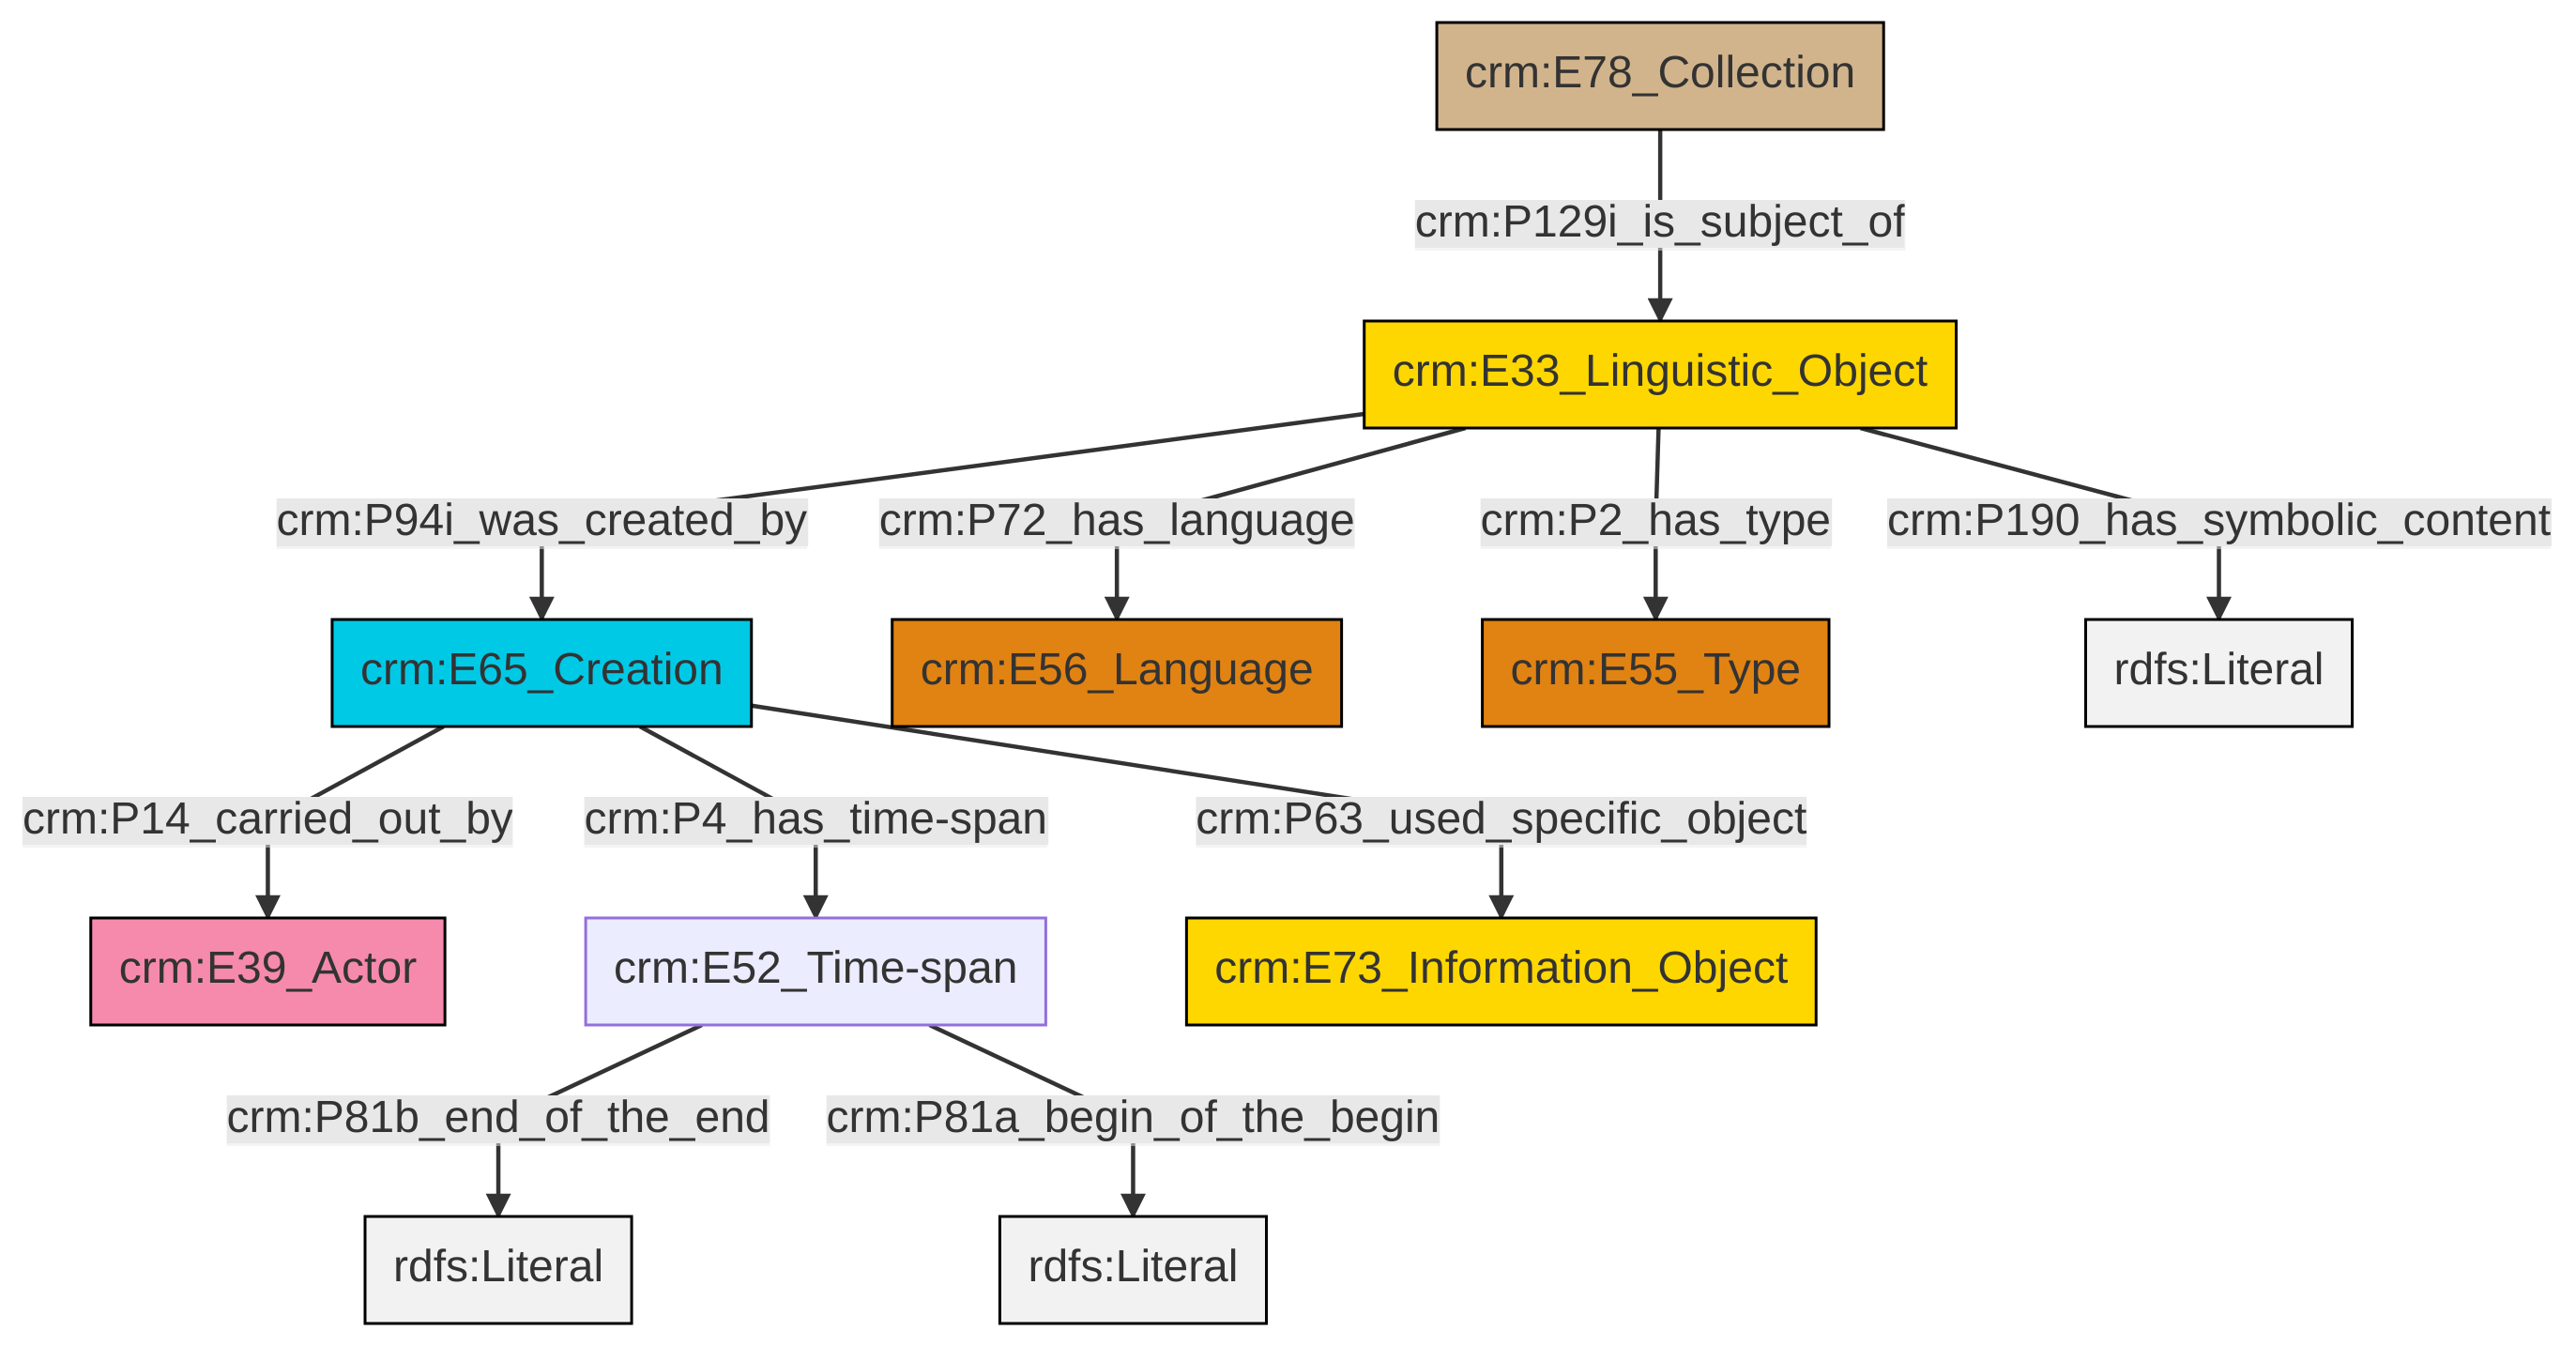 crm:E78_Collection
crm:P129i_is_subject_of
crm:E33_Linguistic_Object
crm:P94i_was_created_by
crm:P72_has_language
crm:P2_has_type
crm:P190_has_symbolic_content
crm:E65_Creation
crm:E56_Language
crm:E55_Type
rdfs:Literal
crm:P14_carried_out_by
crm:P4_has_time-span
crm:P63_used_specific_object
crm:E39_Actor
crm:E52_Time-span
crm:E73_Information_Object
crm:P81b_end_of_the_end
crm:P81a_begin_of_the_begin
rdfs:Literal
rdfs:Literal